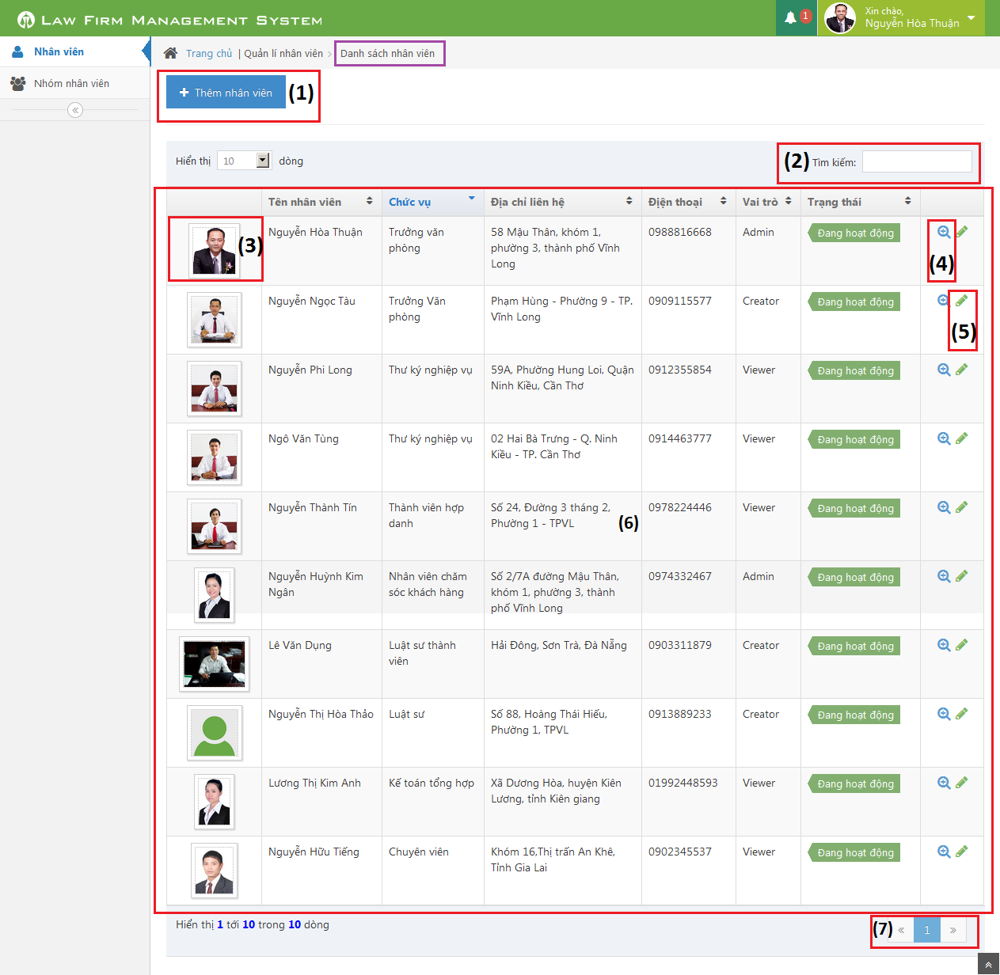 LAW FIRM MANAGEMENT SYSTEM
1
Xin chào,
Nguyễn Hòa Thuận
Nhân viên
Nhóm nhân viên
Trang chủ | Quản lí nhân viên > Danh sách nhân viên
+ Thêm nhân viên (1)
Hiển thị 10 dòng
(2) Tìm kiếm:
Tên nhân viên Chức vụ Địa chỉ liên hệ Điện thoại Vai trò Trạng thái
Nguyễn Hòa Thuận Trưởng văn 58 Mậu Thân, khóm 1, 0988816668 Admin Đang hoạt động
phòng phường 3, thành phố Vĩnh
Long
(3)
(4)
Nguyễn Ngọc Tàu Trưởng Văn Phạm Hùng - Phường 9 - TP. 0909115577 Creator Đang hoạt động
phòng Vĩnh Long
(5)
Nguyễn Phi Long Thư ký nghiệp vụ 59A, Phường Hung Loi, Quận 0912355854 Viewer Đang hoạt động
Ninh Kiều, Cần Thơ
Ngô Văn Tùng Thư ký nghiệp vụ 02 Hai Bà Trưng - Q. Ninh 0914463777 Viewer Đang hoạt động
Kiều - TP. Cần Thơ
Nguyễn Thành Tín Thành viên hợp Số 24, Đường 3 tháng 2, 0978224446 Viewer Đang hoạt động
danh Phường 1 - TPVL (6)
Nguyễn Huỳnh Kim Nhân viên chăm Số 2/7A đường Mậu Thân, 0974332467 Admin Đang hoạt động
Ngân sóc khách hàng khóm 1, phường 3, thành
phố Vĩnh Long
Lê Văn Dụng Luật sư thành Hải Đông, Sơn Trà, Đà Nẵng 0903311879 Creator Đang hoạt động
viên
Nguyễn Thị Hòa Thảo Luật sư Số 88, Hoàng Thái Hiếu, 0913889233 Creator Đang hoạt động
Phường 1, TPVL
Lương Thị Kim Anh Kế toán tổng hợp Xã Dương Hòa, huyện Kiên 01992448593 Viewer Đang hoạt động
Lương, tỉnh Kiên giang
Nguyễn Hữu Tiếng Chuyên viên Khóm 16,Thị trấn An Khê, 0902345537 Viewer Đang hoạt động
Tỉnh Gia Lai
Hiển thị 1 tới 10 trong 10 dòng
(7) « 1 »